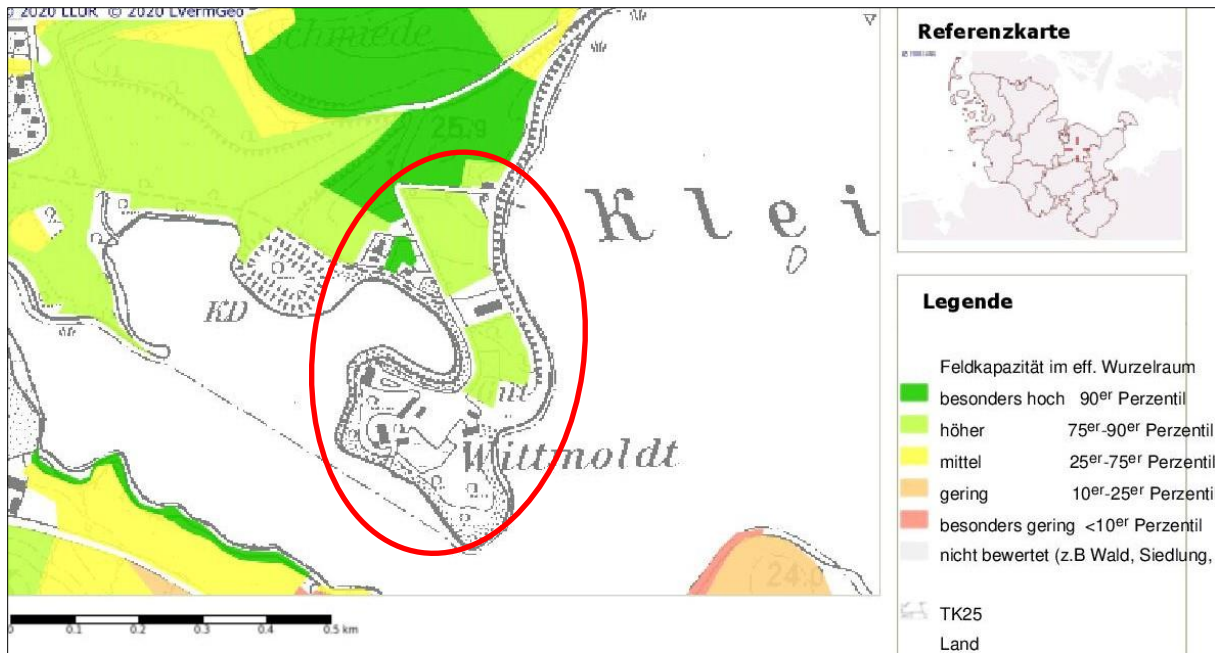 © 2020 LLUR © 2020 LVermGeo
Schmiede
25,9
Klei
KD
Gut
Wittmoldt
24,0
0 0.1 0.2 0.3 0.4 0.5 km
Referenzkarte
Legende
Feldkapazität im eff. Wurzelraum
besonders hoch 90er Perzentil
höher 75er-90er Perzentil
mittel 25er-75er Perzentil
gering 10er-25er Perzentil
besonders gering <10er Perzentil
nicht bewertet (z.B Wald, Siedlung,
TK25
Land